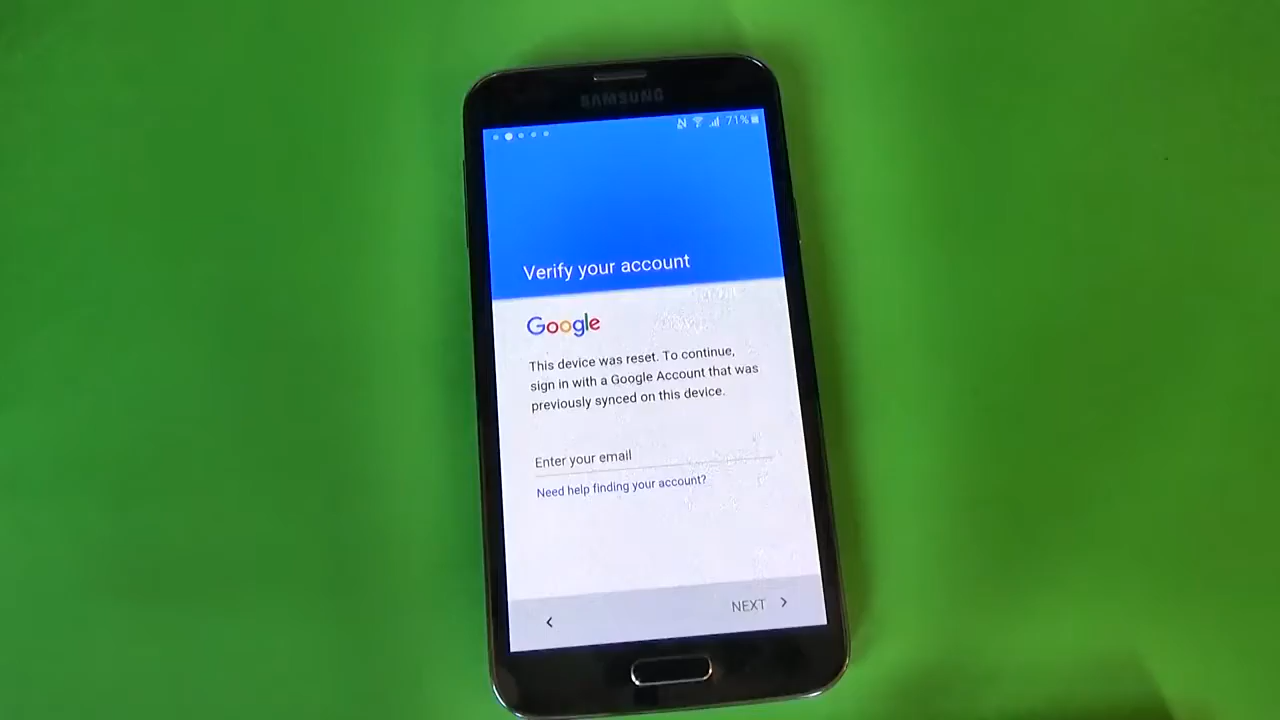 SAMSUNG
71%
Verify your account
Google
This device was reset. To continue,
sign in with a Google Account that was
previously synced on this device.
Enter your email
Need help finding your account?
NEXT